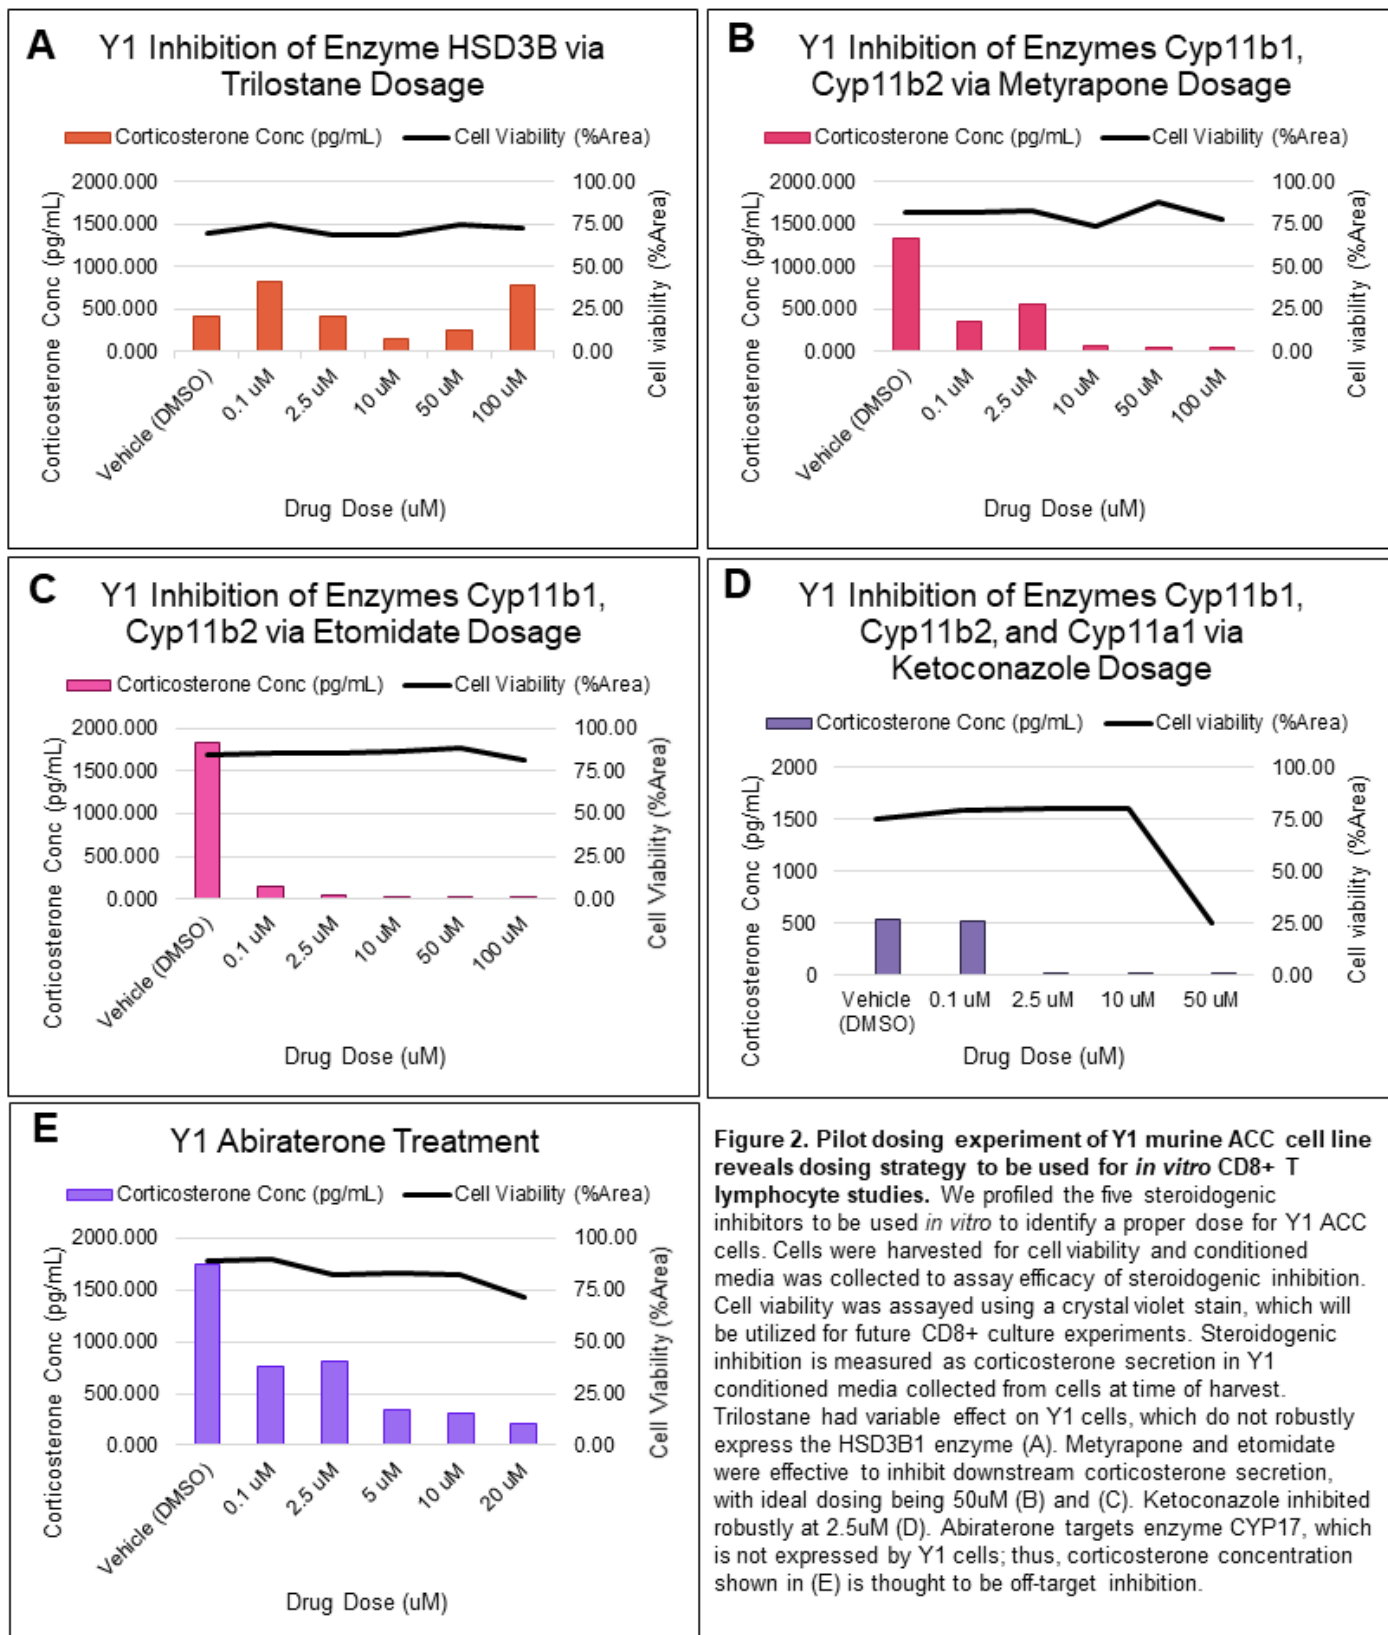 A
Y1 Inhibition of Enzyme HSD3B via
Trilostane Dosage
Corticosterone Conc (pg/mL)
Cell Viability (%Area)
Corticosterone Conc (pg/mL)
2000.000
1500.000
1000.000
500.000
0.000
100.00
75.00
50.00
25.00
0.00
Cell viability (%Area)
Vehicle (DMSO)
0.1 uM
2.5 uM
10 uM
50 uM
100 uM
Drug Dose (uM)
B
Y1 Inhibition of Enzymes Cyp11b1,
Cyp11b2 via Metyrapone Dosage
Corticosterone Conc (pg/mL)
Cell Viability (%Area)
Corticosterone Conc (pg/mL)
2000.000
1500.000
1000.000
500.000
0.000
100.00
75.00
50.00
25.00
0.00
Cell viability (%Area)
Vehicle (DMSO)
0.1 uM
2.5 uM
10 uM
50 uM
100 uM
Drug Dose (uM)
C
Y1 Inhibition of Enzymes Cyp11b1,
Cyp11b2 via Etomidate Dosage
Corticosterone Conc (pg/mL)
Cell Viability (%Area)
Corticosterone Conc (pg/mL)
2000.000
1500.000
1000.000
500.000
0.000
100.00
75.00
50.00
25.00
0.00
Cell Viability (%Area)
Vehicle (DMSO)
0.1 uM
2.5 uM
10 uM
50 uM
100 uM
Drug Dose (uM)
D
Y1 Inhibition of Enzymes Cyp11b1,
Cyp11b2, and Cyp11a1 via
Ketoconazole Dosage
Corticosterone Conc (pg/mL)
Cell viability (%Area)
Corticosterone Conc (pg/mL)
2000
1500
1000
500
0
100.00
75.00
50.00
25.00
0.00
Cell viability (%Area)
Vehicle
(DMSO)
0.1 uM
2.5 uM
10 uM
50 uM
Drug Dose (uM)
E
Y1 Abiraterone Treatment
Corticosterone Conc (pg/mL)
Cell Viability (%Area)
Corticosterone Conc (pg/mL)
2000.000
1500.000
1000.000
500.000
0.000
100.00
75.00
50.00
25.00
0.00
Cell Viability (%Area)
Vehicle (DMSO)
0.1 uM
2.5 uM
5 uM
10 uM
20 uM
Drug Dose (uM)
Figure 2. Pilot dosing experiment of Y1 murine ACC cell line
reveals dosing strategy to be used for in vitro CD8+ T
lymphocyte studies. We profiled the five steroidogenic
inhibitors to be used in vitro to identify a proper dose for Y1 ACC
cells. Cells were harvested for cell viability and conditioned
media was collected to assay efficacy of steroidogenic inhibition.
Cell viability was assayed using a crystal violet stain, which will
be utilized for future CD8+ culture experiments. Steroidogenic
inhibition is measured as corticosterone secretion in Y1
conditioned media collected from cells at time of harvest.
Trilostane had variable effect on Y1 cells, which do not robustly
express the HSD3B1 enzyme (A). Metyrapone and etomidate
were effective to inhibit downstream corticosterone secretion,
with ideal dosing being 50uM (B) and (C). Ketoconazole inhibited
robustly at 2.5uM (D). Abiraterone targets enzyme CYP17, which
is not expressed by Y1 cells; thus, corticosterone concentration
shown in (E) is thought to be off-target inhibition.